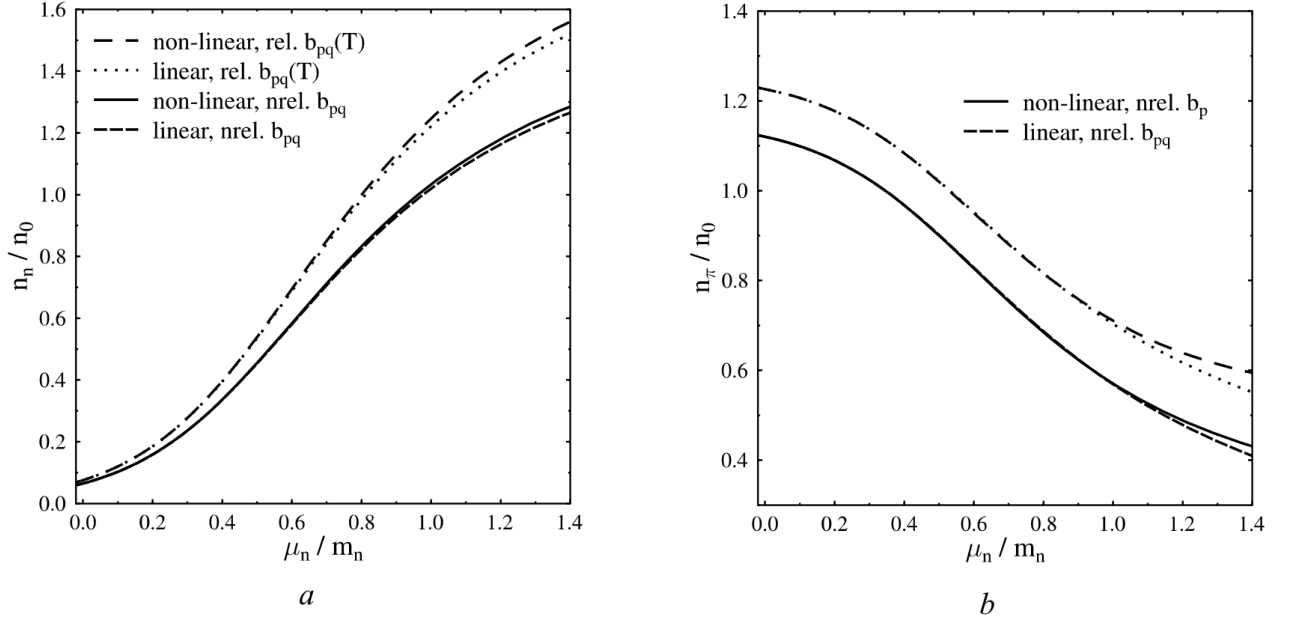 1.6
1.4
1.2
1.0
0.8
0.6
0.4
0.2
0.0
n_n / n_0
non-linear, rel. b_pq(T)
linear, rel. b_pq(T)
non-linear, nrel. b_pq
linear, nrel. b_pq
0.0 0.2 0.4 0.6 0.8 1.0 1.2 1.4
μ_n / m_n
a
1.4
1.2
1.0
0.8
0.6
0.4
n_π / n_0
non-linear, nrel. b_p
linear, nrel. b_pq
0.0 0.2 0.4 0.6 0.8 1.0 1.2 1.4
μ_n / m_n
b